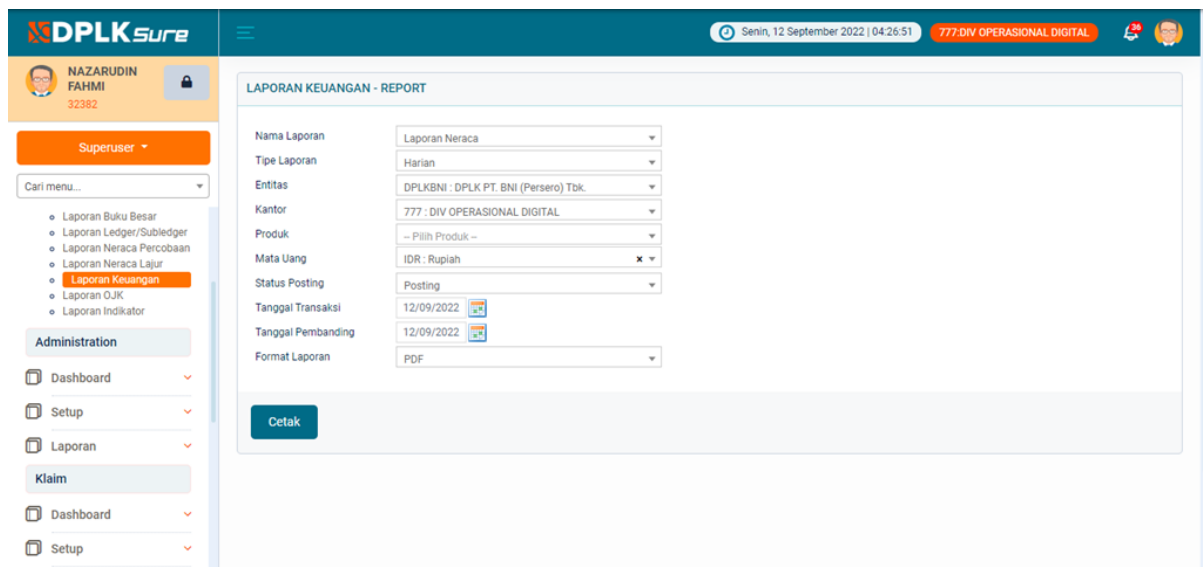 DPLK Sure
Senin, 12 September 2022 | 04:26:51
777:DIV OPERASIONAL DIGITAL
36
NAZARUDIN
FAHMI
32382
Superuser
Cari menu...
Laporan Buku Besar
Laporan Ledger/Subledger
Laporan Neraca Percobaan
Laporan Neraca Lajur
Laporan Keuangan
Laporan OJK
Laporan Indikator
Administration
Dashboard
Setup
Laporan
Klaim
Dashboard
Setup
LAPORAN KEUANGAN - REPORT
Nama Laporan Laporan Neraca
Tipe Laporan Harian
Entitas DPLKBNI : DPLK PT. BNI (Persero) Tbk.
Kantor 777 : DIV OPERASIONAL DIGITAL
Produk -- Pilih Produk --
Mata Uang IDR : Rupiah x
Status Posting Posting
Tanggal Transaksi 12/09/2022
Tanggal Pembanding 12/09/2022
Format Laporan PDF
Cetak